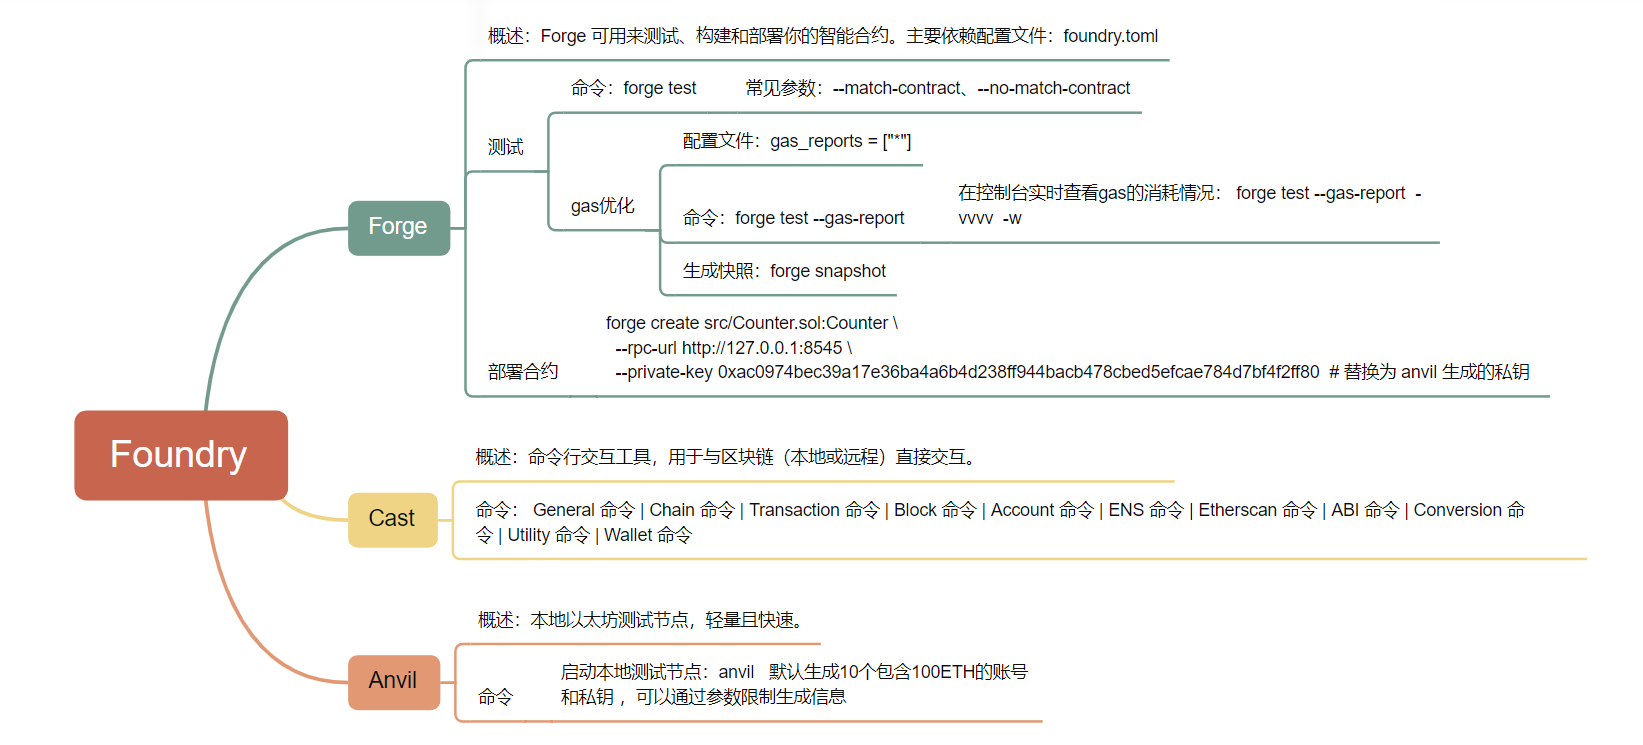 Foundry
Forge
概述：Forge 可用来测试、构建和部署你的智能合约。主要依赖配置文件：foundry.toml
测试
命令：forge test
常见参数：--match-contract、--no-match-contract
gas优化
配置文件：gas_reports = ["*"]
命令：forge test --gas-report
在控制台实时查看gas的消耗情况： forge test --gas-report -
vvvv -w
生成快照：forge snapshot
部署合约
forge create src/Counter.sol:Counter \
--rpc-url http://127.0.0.1:8545 \
--private-key 0xac0974bec39a17e36ba4a6b4d238ff944bacb478cbed5efcae784d7bf4f2ff80 # 替换为 anvil 生成的私钥
Cast
概述：命令行交互工具，用于与区块链（本地或远程）直接交互。
命令： General 命令 | Chain 命令 | Transaction 命令 | Block 命令 | Account 命令 | ENS 命令 | Etherscan 命令 | ABI 命令 | Conversion 命
令 | Utility 命令 | Wallet 命令
Anvil
概述：本地以太坊测试节点，轻量且快速。
命令
启动本地测试节点：anvil 默认生成10个包含100ETH的账号
和私钥 ，可以通过参数限制生成信息